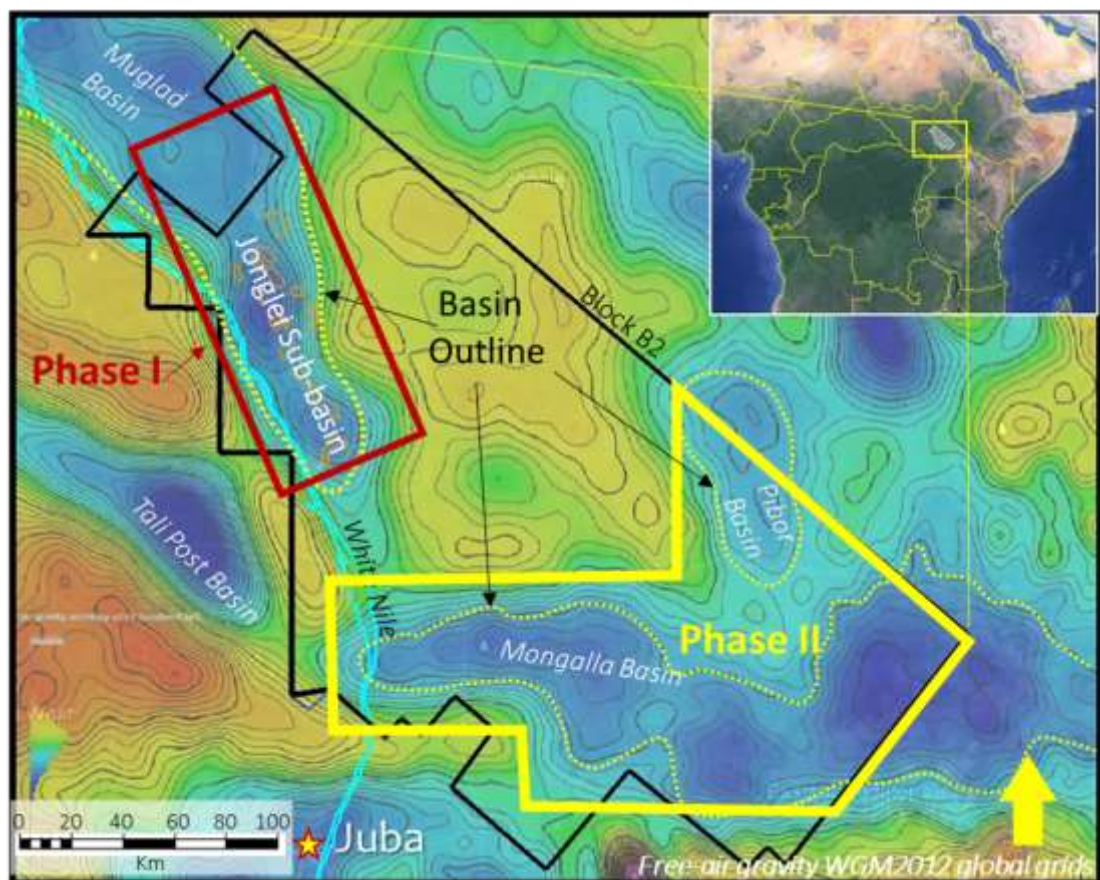 Muglad
Basin
Jonglei Sub-basin
Phase I
Basin
Outline
Block B2
Tali Post Basin
White Nile
Pibor
Basin
Phase II
Mongalla Basin
0 20 40 60 80 100
Km
Juba
Free-air gravity WGM2012 global grids